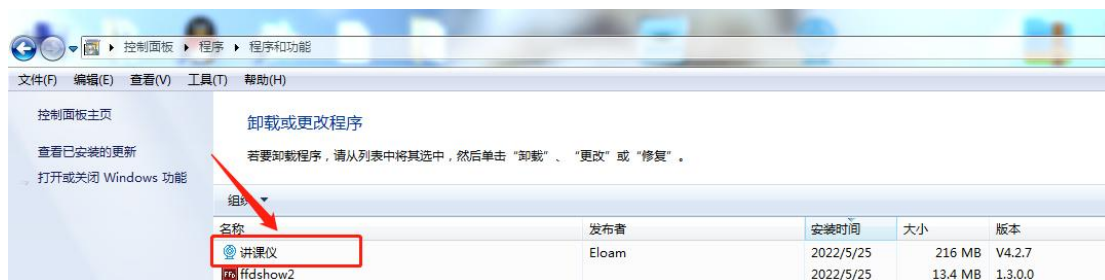 控制面板 ▸ 程序 ▸ 程序和功能
文件(F) 编辑(E) 查看(V) 工具(T) 帮助(H)
控制面板主页
卸载或更改程序
查看已安装的更新
若要卸载程序，请从列表中将其选中，然后单击“卸载”、“更改”或“修复”。
打开或关闭 Windows 功能
组织
名称 发布者 安装时间 大小 版本
讲课仪 Eloam 2022/5/25 216 MB V4.2.7
ffdshow2 2022/5/25 13.4 MB 1.3.0.0